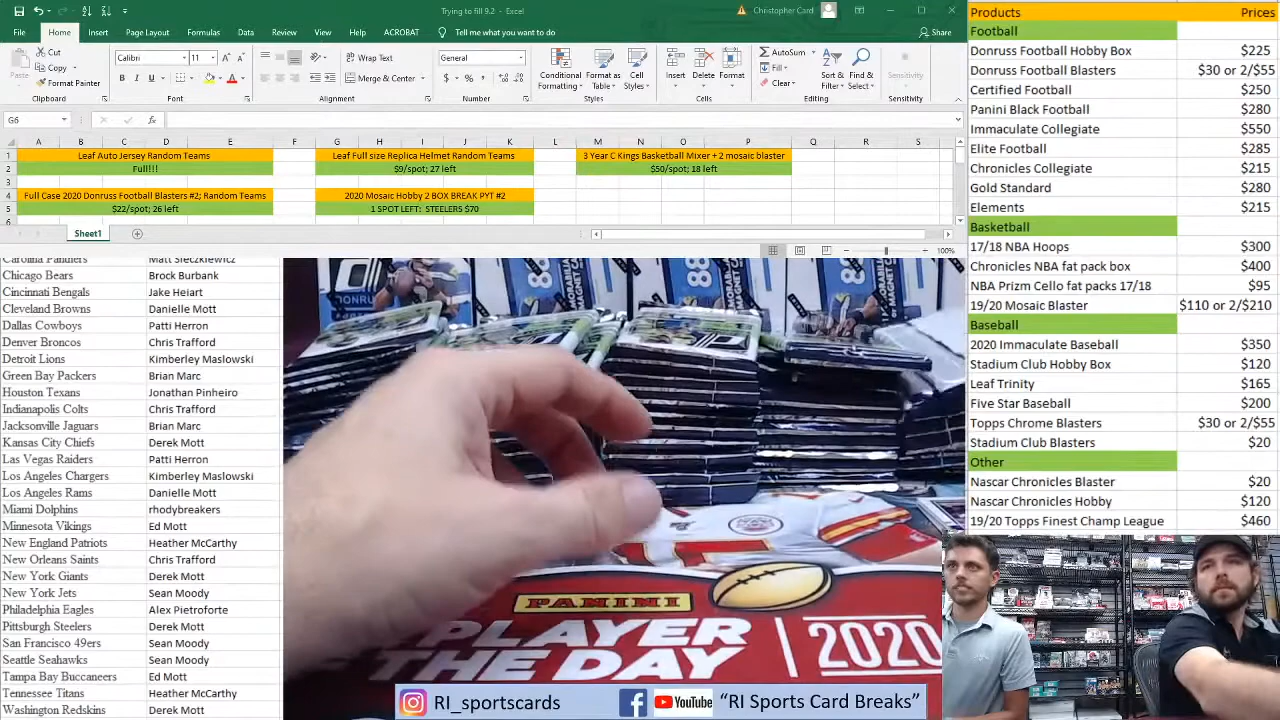 Trying to fill 9.2 - Excel
Christopher Card
File Home Insert Page Layout Formulas Data Review View Help ACROBAT Tell me what you want to do Share
Cut
Copy
Format Painter
Paste
Clipboard
Calibri 11
B I U
Font
Wrap Text
Merge & Center
Alignment
General
$ % ,
Number
Conditional Formatting
Format as Table
Cell Styles
Styles
Insert Delete Format
Cells
AutoSum
Fill
Clear
Sort & Filter
Find & Select
Editing
Sensitivity
Sensitivity
G6 fx
A B C D E F G H I J K L M N O P Q R S
1 Leaf Auto Jersey Random Teams Leaf Full size Replica Helmet Random Teams 3 Year C Kings Basketball Mixer + 2 mosaic blaster
2 Full!!! $9/spot; 27 left $50/spot; 18 left
3
4 Full Case 2020 Donruss Football Blasters #2; Random Teams 2020 Mosaic Hobby 2 BOX BREAK PYT #2
5 $22/spot; 26 left 1 SPOT LEFT: STEELERS $70
6
Sheet1
100%
Carolina Panthers Matt Sieczkiewicz
Chicago Bears Brock Burbank
Cincinnati Bengals Jake Heiart
Cleveland Browns Danielle Mott
Dallas Cowboys Patti Herron
Denver Broncos Chris Trafford
Detroit Lions Kimberley Maslowski
Green Bay Packers Brian Marc
Houston Texans Jonathan Pinheiro
Indianapolis Colts Chris Trafford
Jacksonville Jaguars Brian Marc
Kansas City Chiefs Derek Mott
Las Vegas Raiders Patti Herron
Los Angeles Chargers Kimberley Maslowski
Los Angeles Rams Danielle Mott
Miami Dolphins rhodybreakers
Minnesota Vikings Ed Mott
New England Patriots Heather McCarthy
New Orleans Saints Chris Trafford
New York Giants Derek Mott
New York Jets Sean Moody
Philadelphia Eagles Alex Pietroforte
Pittsburgh Steelers Derek Mott
San Francisco 49ers Sean Moody
Seattle Seahawks Sean Moody
Tampa Bay Buccaneers Ed Mott
Tennessee Titans Heather McCarthy
Washington Redskins Derek Mott
PANINI
PLAYER
THE DAY 2020
RI_sportscards YouTube "RI Sports Card Breaks"
Products Prices
Football
Donruss Football Hobby Box $225
Donruss Football Blasters $30 or 2/$55
Certified Football $250
Panini Black Football $280
Immaculate Collegiate $550
Elite Football $285
Chronicles Collegiate $215
Gold Standard $280
Elements $215
Basketball
17/18 NBA Hoops $300
Chronicles NBA fat pack box $400
NBA Prizm Cello fat packs 17/18 $95
19/20 Mosaic Blaster $110 or 2/$210
Baseball
2020 Immaculate Baseball $350
Stadium Club Hobby Box $120
Leaf Trinity $165
Five Star Baseball $200
Topps Chrome Blasters $30 or 2/$55
Stadium Club Blasters $20
Other
Nascar Chronicles Blaster $20
Nascar Chronicles Hobby $120
19/20 Topps Finest Champ League $460